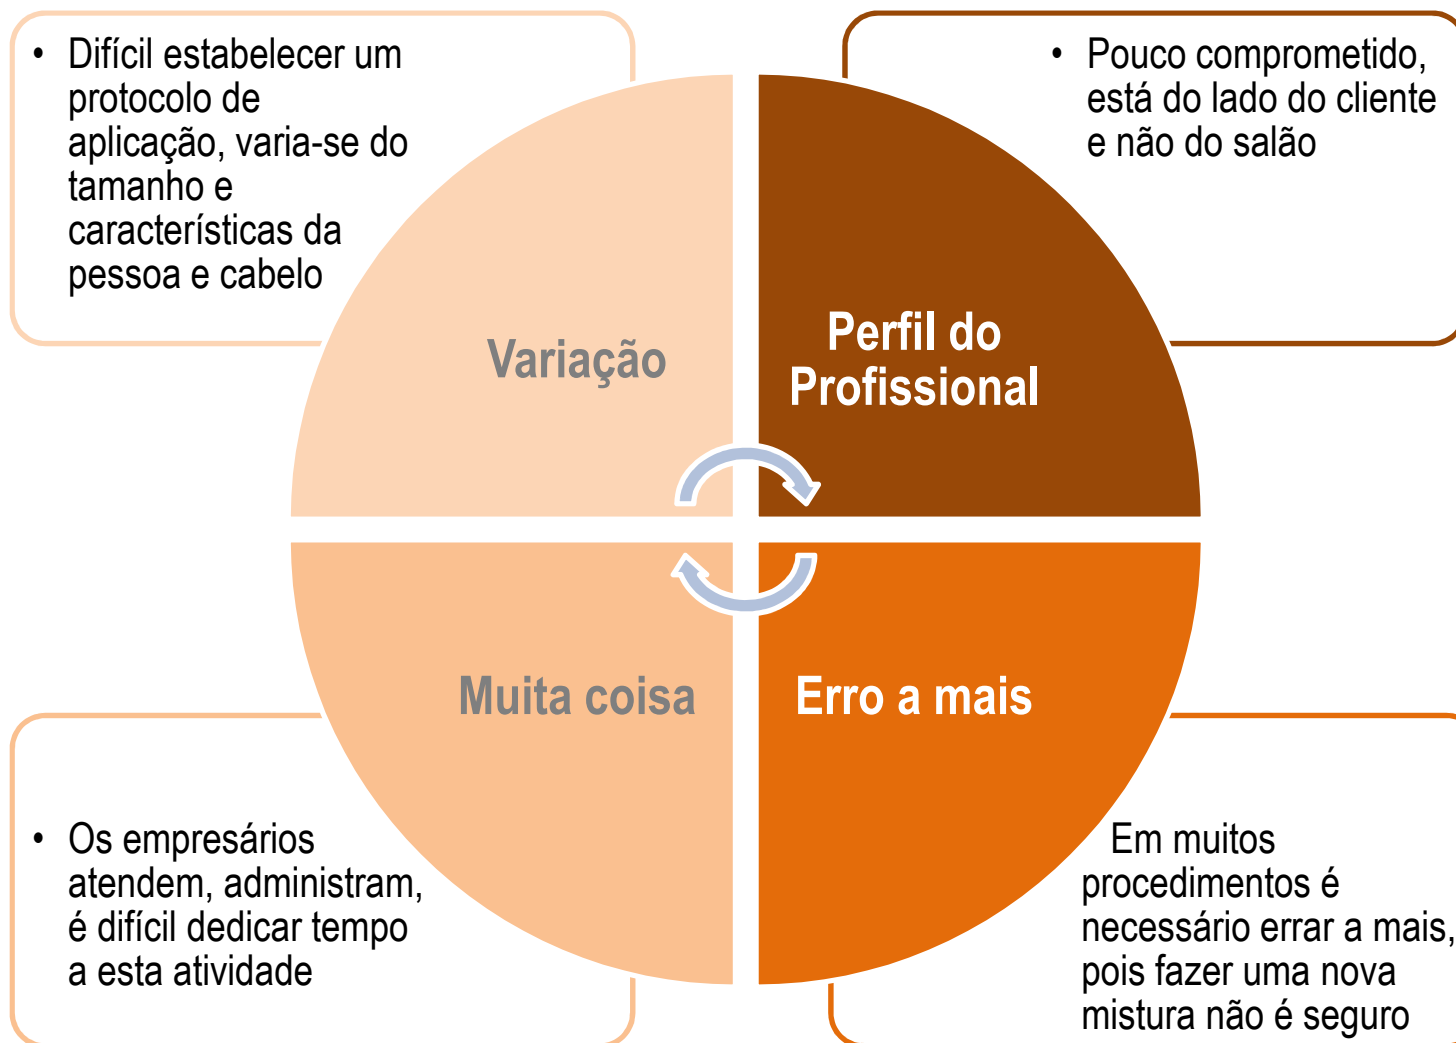 • Difícil estabelecer um
protocolo de
aplicação, varia-se do
tamanho e
características da
pessoa e cabelo
• Pouco comprometido,
está do lado do cliente
e não do salão
Variação
Perfil do
Profissional
Muita coisa
Erro a mais
• Os empresários
atendem, administram,
é difícil dedicar tempo
a esta atividade
Em muitos
procedimentos é
necessário errar a mais,
pois fazer uma nova
mistura não é seguro